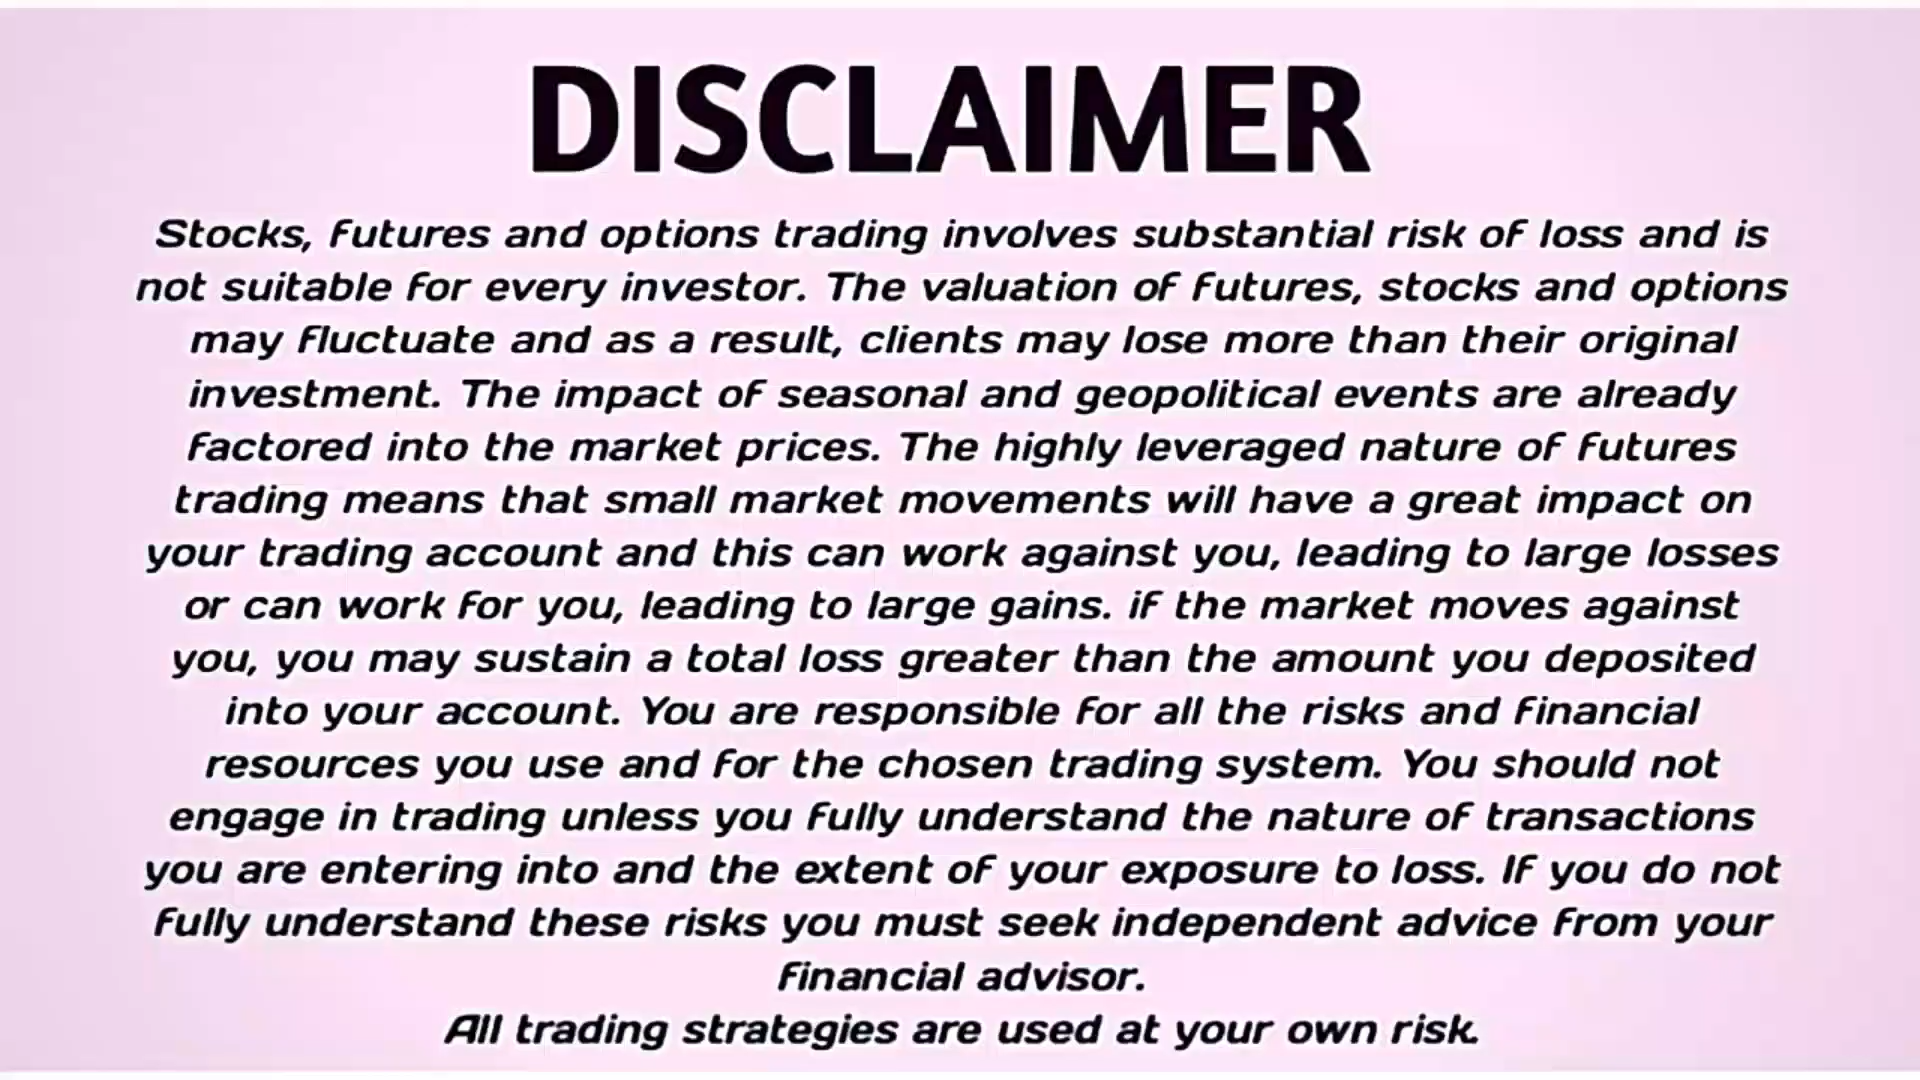 DISCLAIMER
Stocks, futures and options trading involves substantial risk of loss and is
not suitable for every investor. The valuation of futures, stocks and options
may fluctuate and as a result, clients may lose more than their original
investment. The impact of seasonal and geopolitical events are already
factored into the market prices. The highly leveraged nature of futures
trading means that small market movements will have a great impact on
your trading account and this can work against you, leading to large losses
or can work for you, leading to large gains. if the market moves against
you, you may sustain a total loss greater than the amount you deposited
into your account. You are responsible for all the risks and financial
resources you use and for the chosen trading system. You should not
engage in trading unless you fully understand the nature of transactions
you are entering into and the extent of your exposure to loss. If you do not
fully understand these risks you must seek independent advice from your
financial advisor.
All trading strategies are used at your own risk.